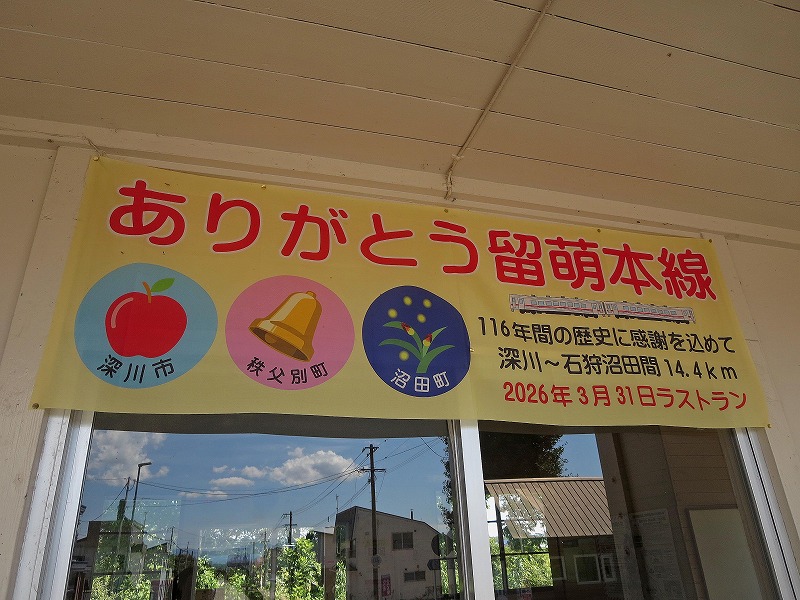 ありがとう留萌本線
深川市
秩父別町
沼田町
116年間の歴史に感謝を込めて
深川～石狩沼田間14.4km
2026年3月31日ラストラン